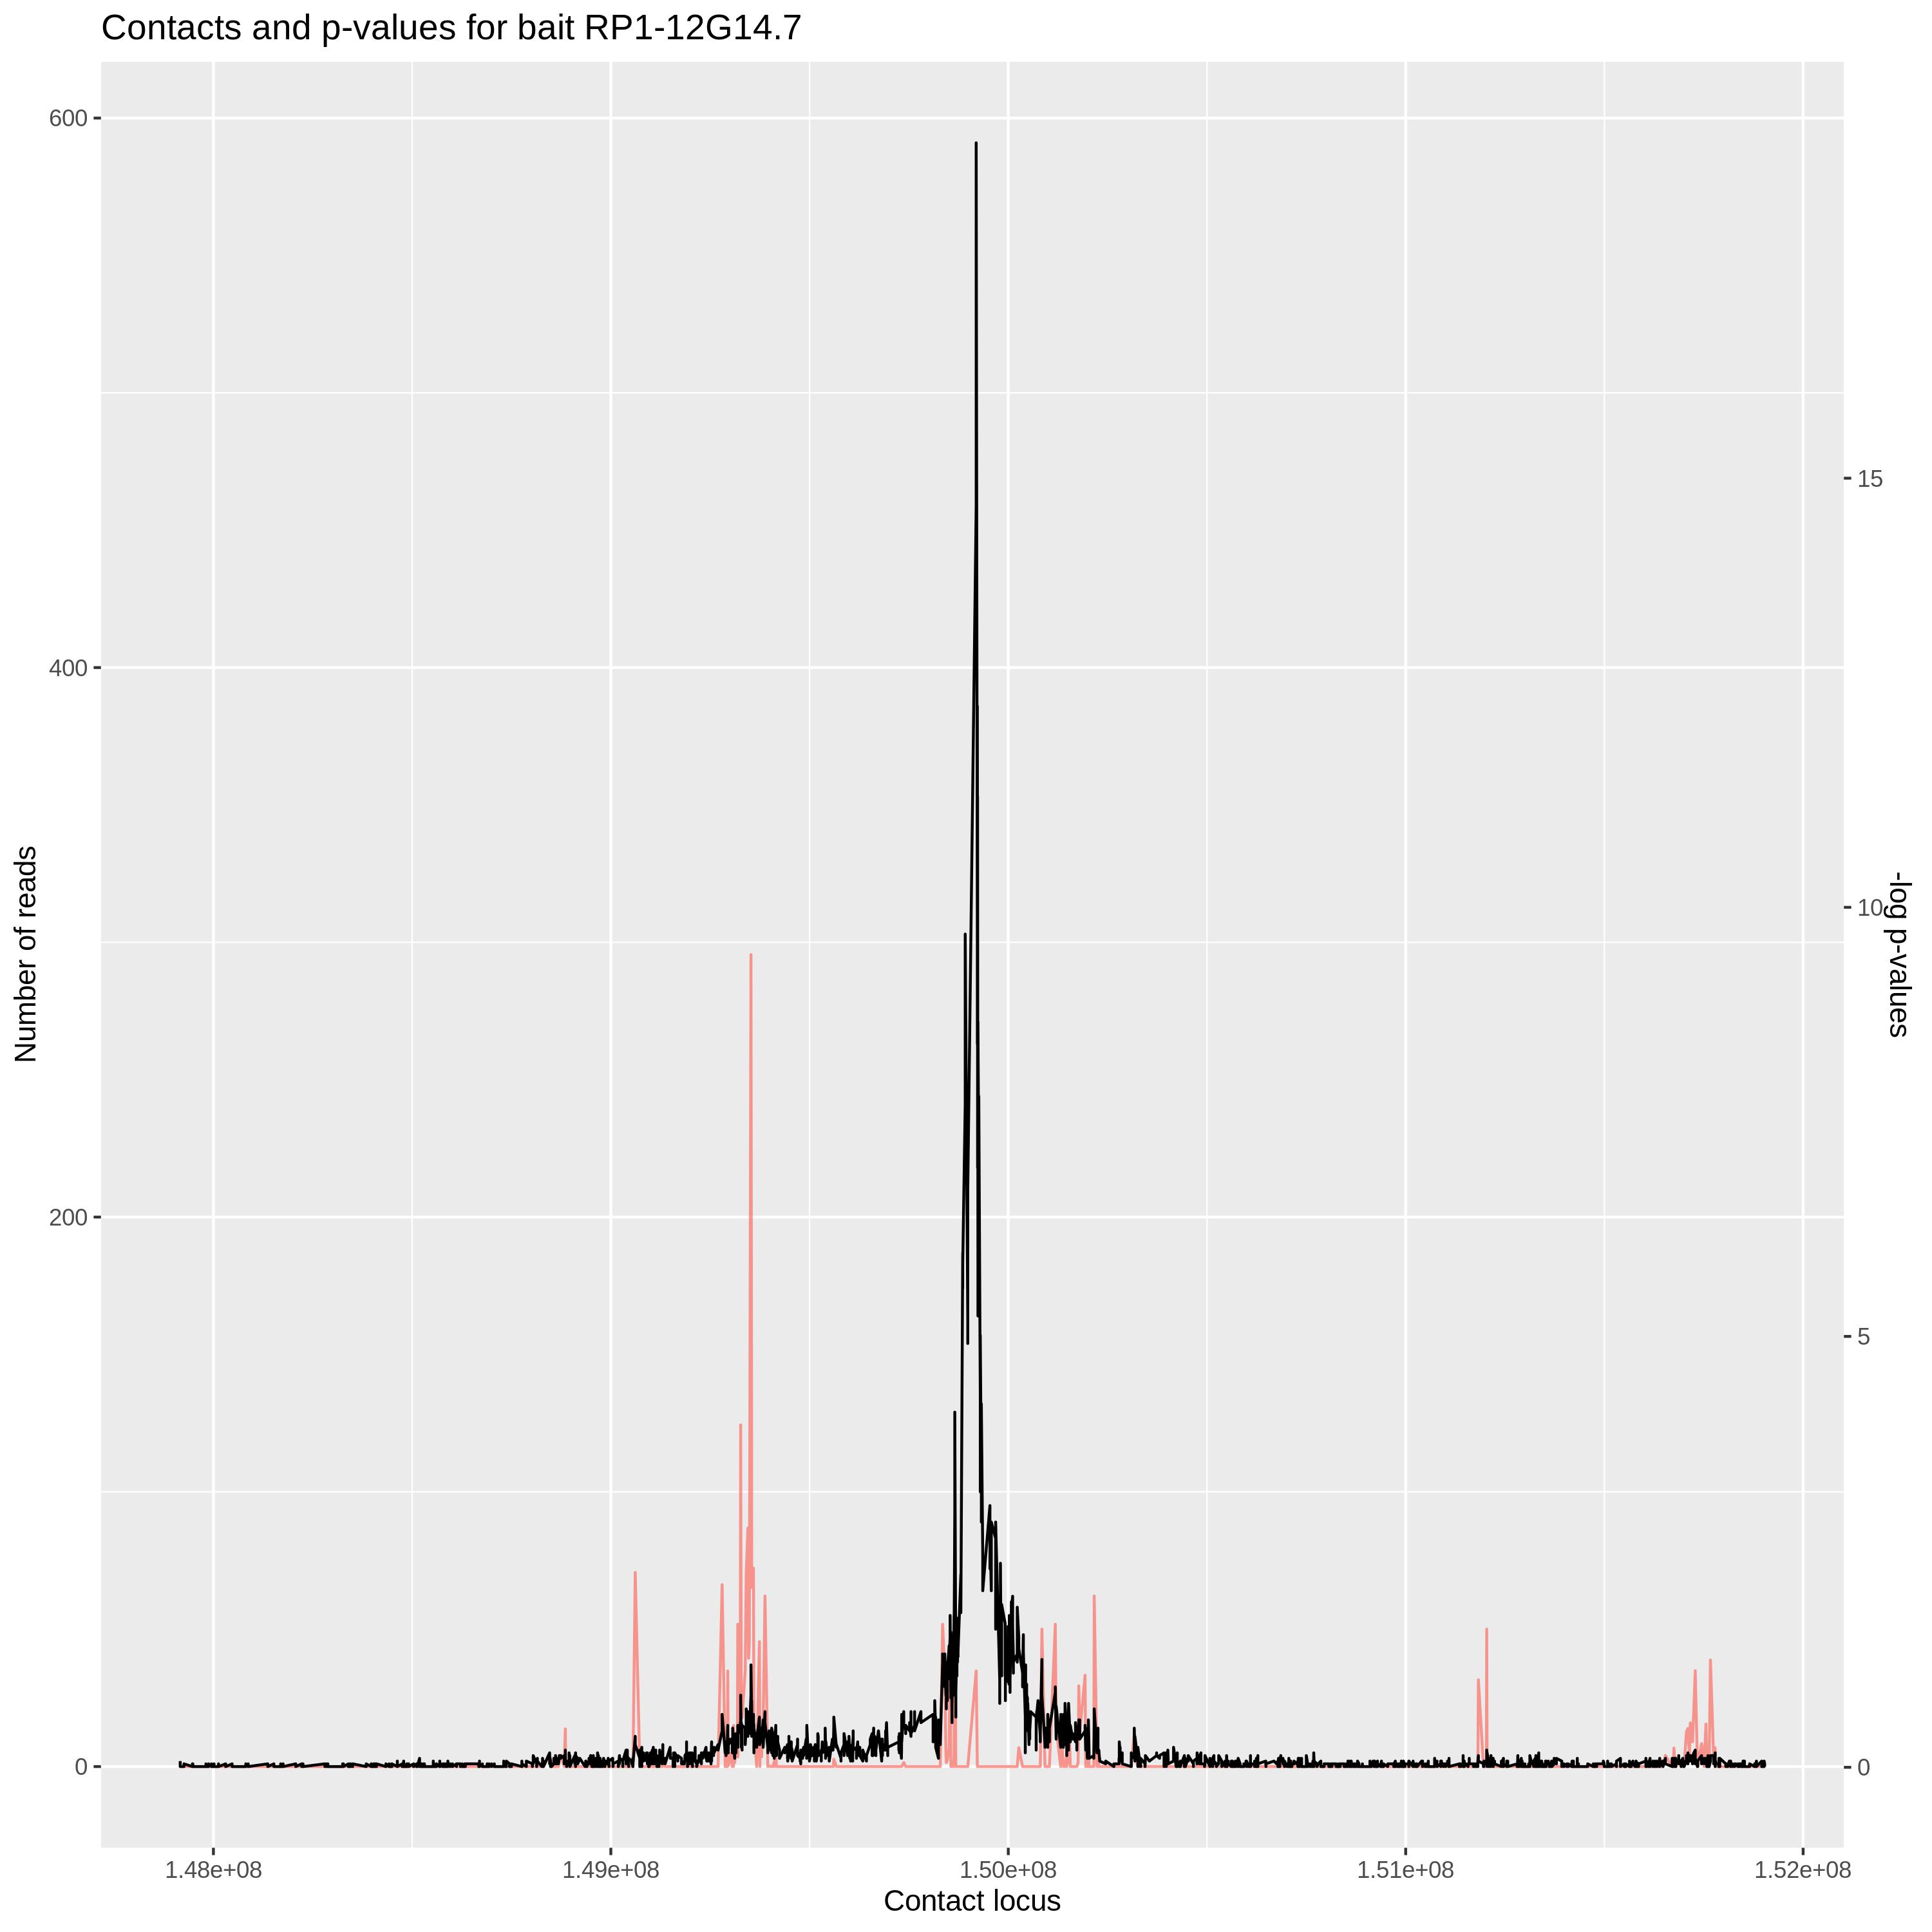 Contacts and p-values for bait RP1-12G14.7
600
400
200
0
Number of reads
15
10
5
0
-log p-values
1.48e+08
1.49e+08
1.50e+08
1.51e+08
1.52e+08
Contact locus